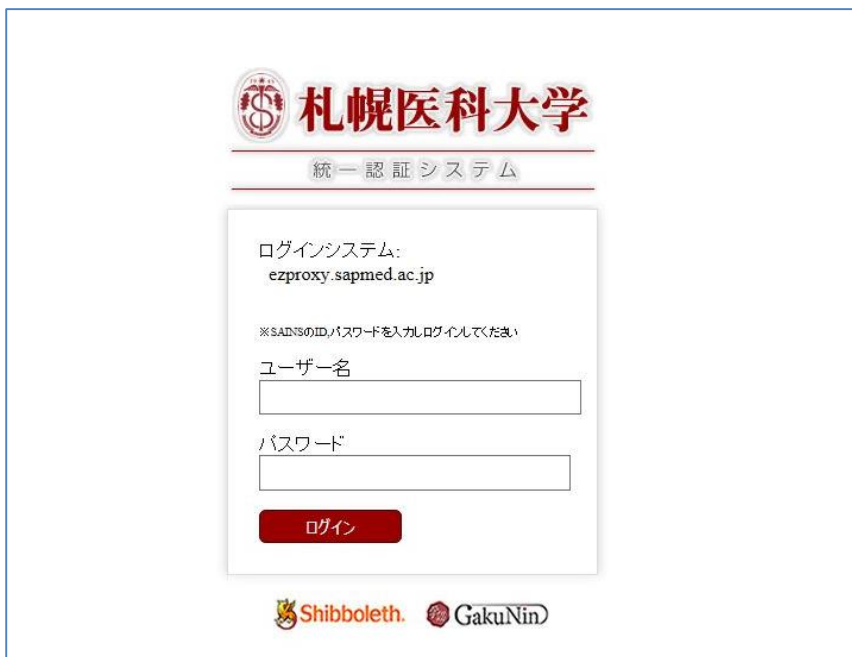 札幌医科大学
統一認証システム
ログインシステム:
ezproxy.sapmed.ac.jp
※SAINSのID,パスワードを入力しログインしてください
ユーザー名
パスワード
ログイン
Shibboleth. GakuNin